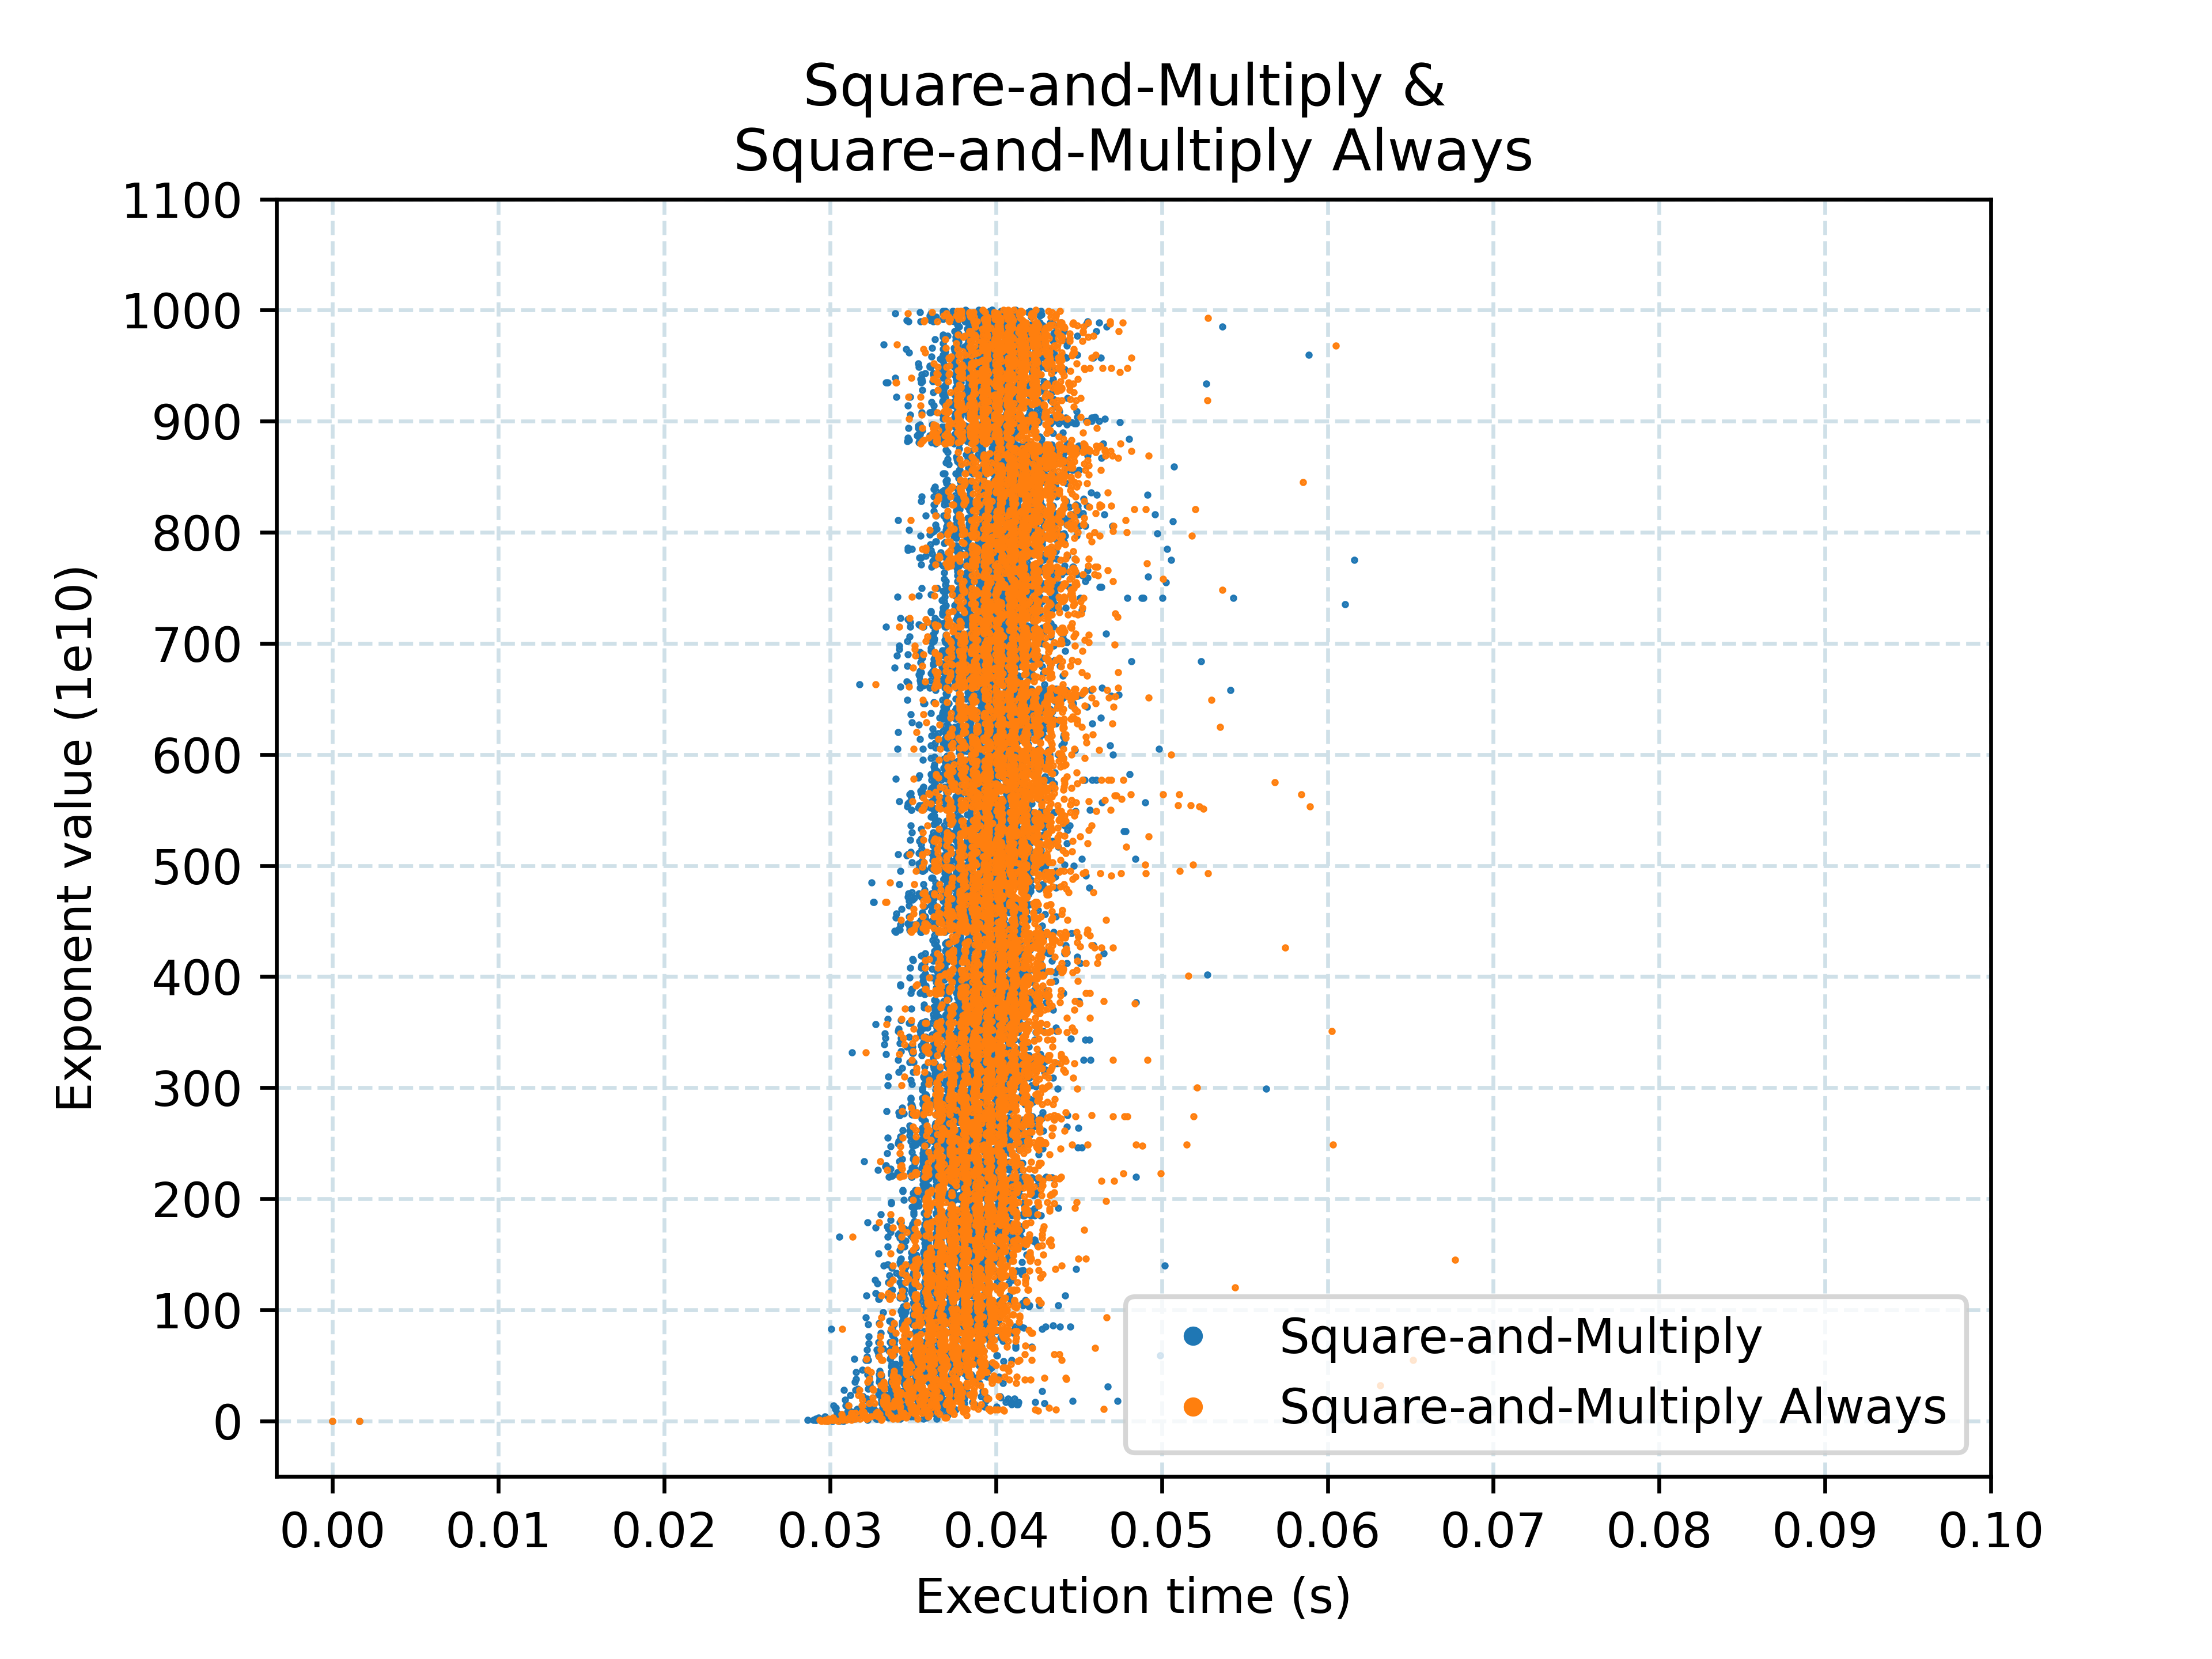 Square-and-Multiply &
Square-and-Multiply Always
1100
1000
900
800
700
600
500
400
300
200
100
0
Exponent value (1e10)
Square-and-Multiply
Square-and-Multiply Always
0.00 0.01 0.02 0.03 0.04 0.05 0.06 0.07 0.08 0.09 0.10
Execution time (s)